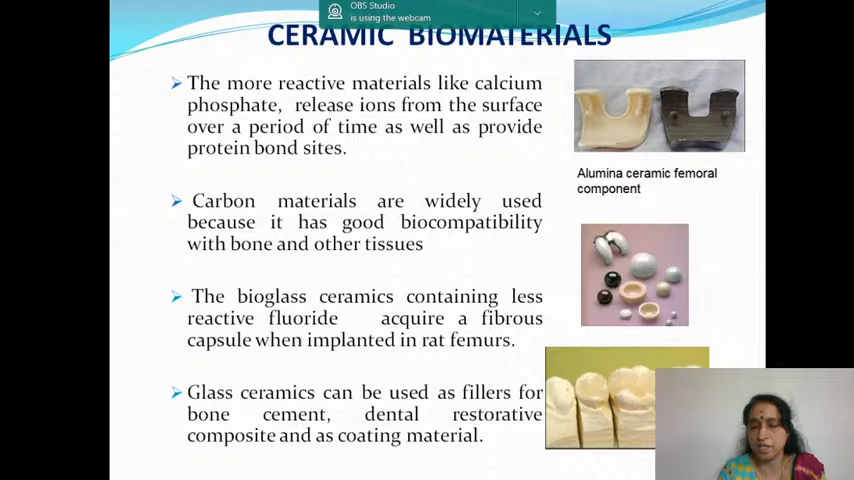 OBS Studio
is using the webcam
CERAMIC BIOMATERIALS
The more reactive materials like calcium
phosphate, release ions from the surface
over a period of time as well as provide
protein bond sites.
Carbon materials are widely used
because it has good biocompatibility
with bone and other tissues
The bioglass ceramics containing less
reactive fluoride acquire a fibrous
capsule when implanted in rat femurs.
Glass ceramics can be used as fillers for
bone cement, dental restorative
composite and as coating material.
Alumina ceramic femoral
component